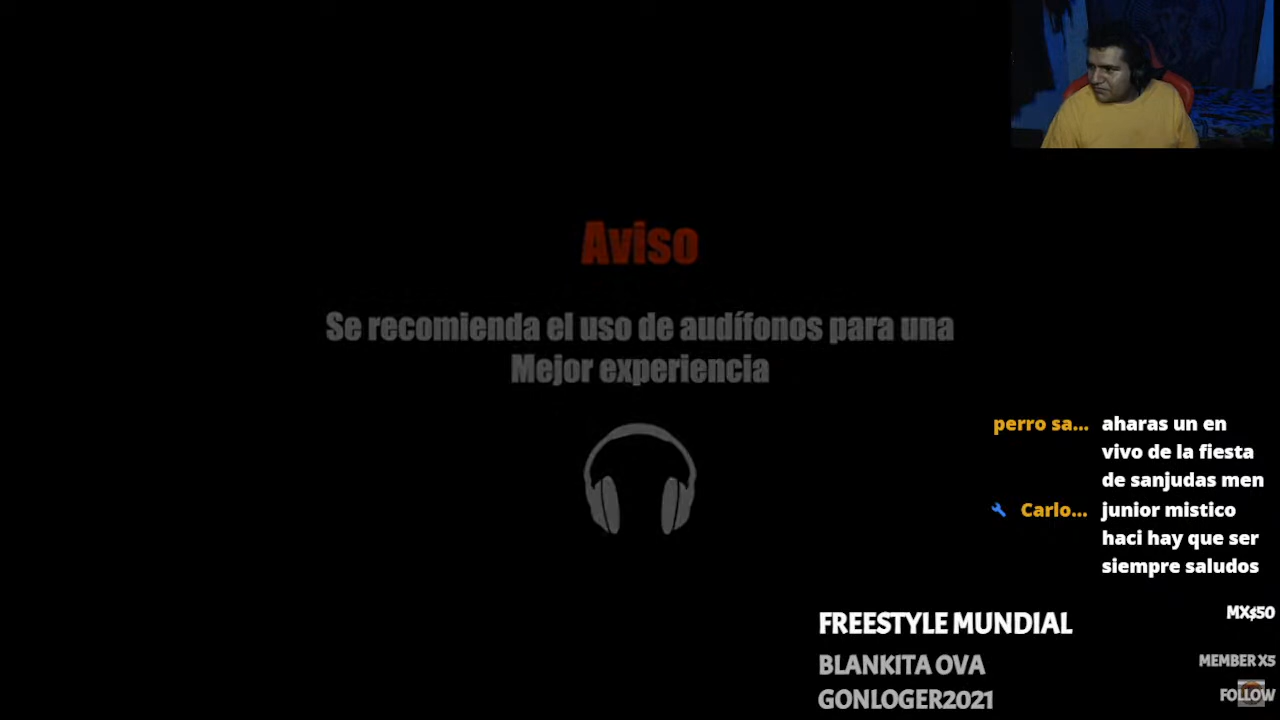 Aviso
Se recomienda el uso de audífonos para una
Mejor experiencia
perro sa... aharas un en
vivo de la fiesta
de sanjudas men
Carlo... junior mistico
haci hay que ser
siempre saludos
FREESTYLE MUNDIAL MX$50
BLANKITA OVA MEMBER X5
GONLOGER2021 FOLLOW